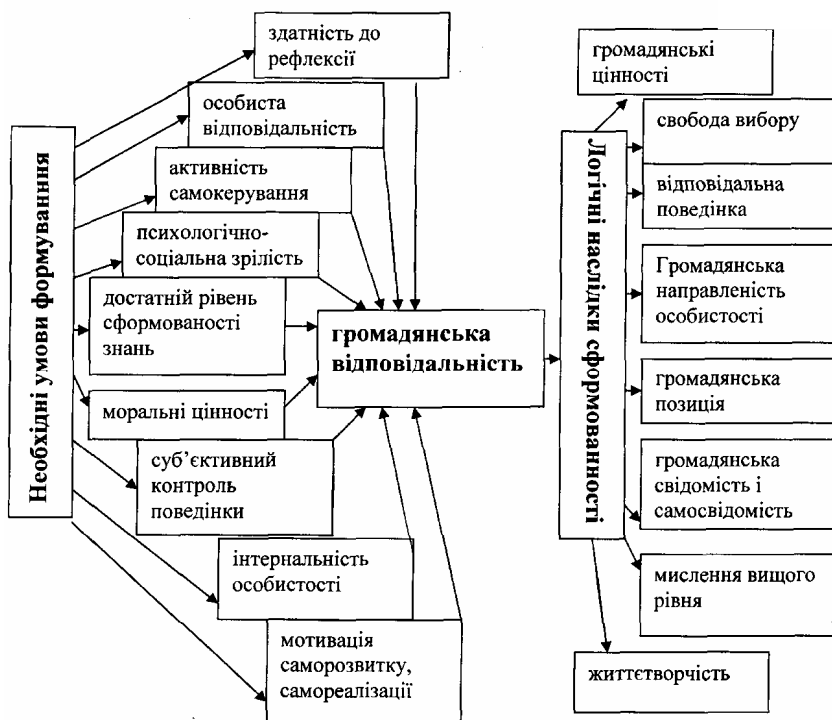 Необхідні умови формуванння
здатність до
рефлексії
особиста
відповідальність
активність
самокерування
психологічно-
соціальна зрілість
достатній рівень
сформованості
знань
моральні цінності
суб’єктивний
контроль
поведінки
інтернальність
особистості
мотивація
саморозвитку,
самореалізації
громадянська
відповідальність
Логічні наслідки сформованності
громадянські
цінності
свобода вибору
відповідальна
поведінка
Громадянська
направленість
особистості
громадянська
позиція
громадянська
свідомість і
самосвідомість
мислення вищого
рівня
життєтворчість